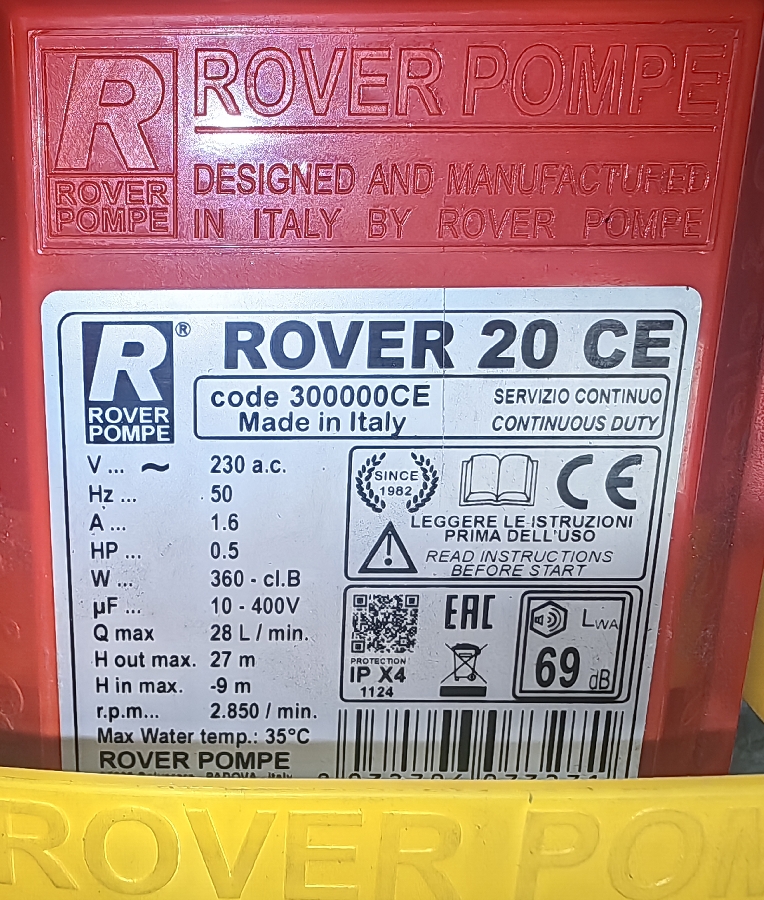 R ROVER POMPE
ROVER POMPE
DESIGNED AND MANUFACTURED
IN ITALY BY ROVER POMPE
R ®
ROVER
POMPE
ROVER 20 CE
code 300000CE
Made in Italy
SERVIZIO CONTINUO
CONTINUOUS DUTY
V ... ~ 230 a.c.
Hz ... 50
A ... 1.6
HP ... 0.5
W ... 360 - cl.B
µF ... 10 - 400V
Q max 28 L / min.
H out max. 27 m
H in max. -9 m
r.p.m... 2.850 / min.
Max Water temp.: 35°C
ROVER POMPE
PADOVA
SINCE
1982
CE
LEGGERE LE ISTRUZIONI
PRIMA DELL'USO
READ INSTRUCTIONS
BEFORE START
PROTECTION
IP X4
1124
EAC
LWA
69 dB
ROVER PO